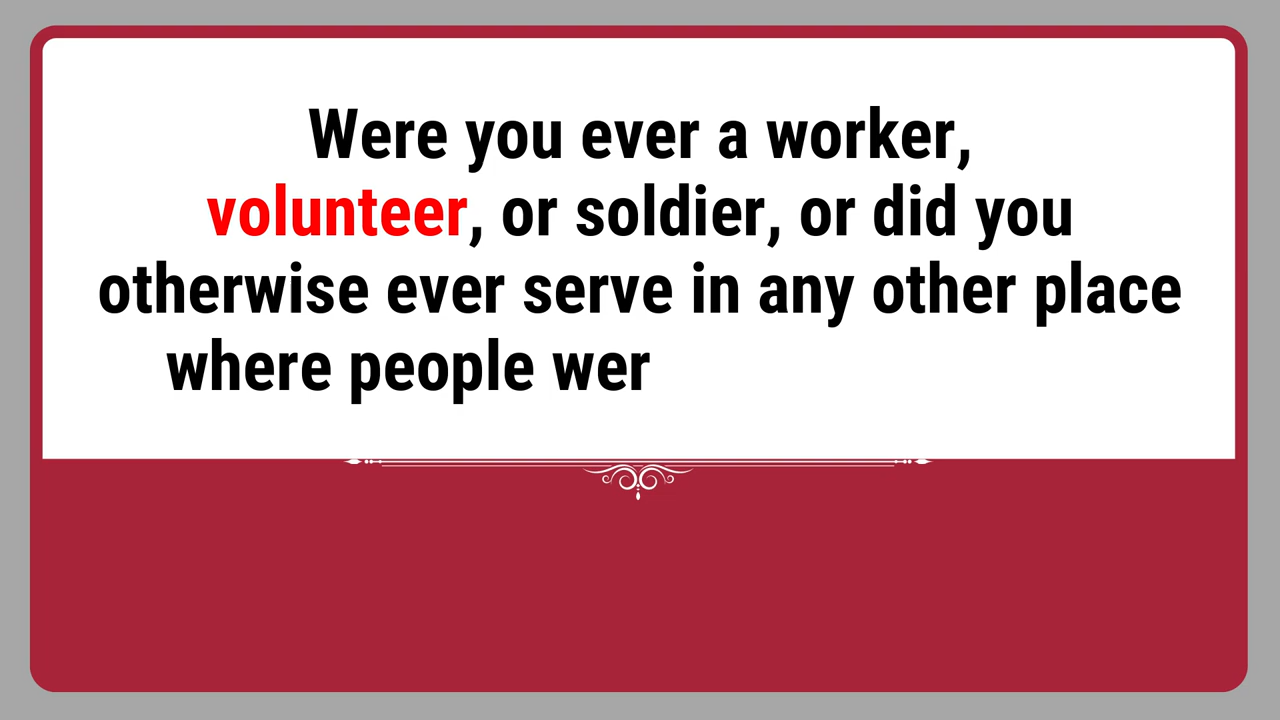 Were you ever a worker,
volunteer, or soldier, or did you
otherwise ever serve in any other place
where people wer